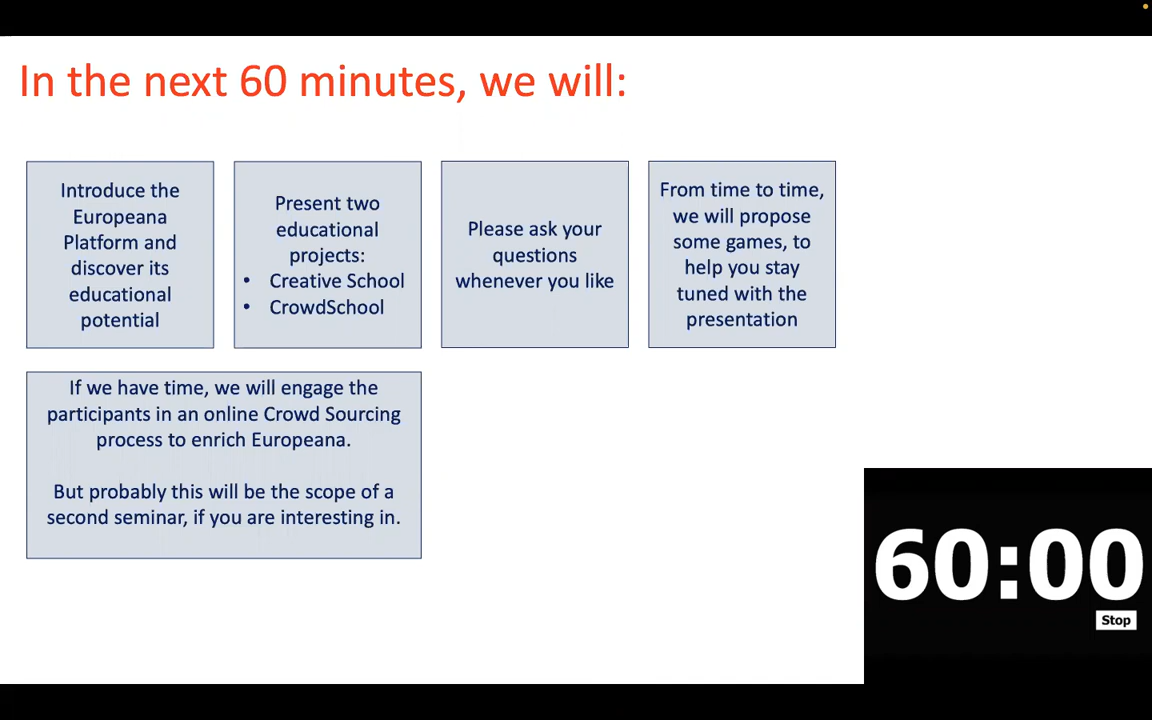 In the next 60 minutes, we will:
Introduce the
Europeana
Platform and
discover its
educational
potential
Present two
educational
projects:
• Creative School
• CrowdSchool
Please ask your
questions
whenever you like
From time to time,
we will propose
some games, to
help you stay
tuned with the
presentation
If we have time, we will engage the
participants in an online Crowd Sourcing
process to enrich Europeana.
But probably this will be the scope of a
second seminar, if you are interesting in.
60:00
Stop